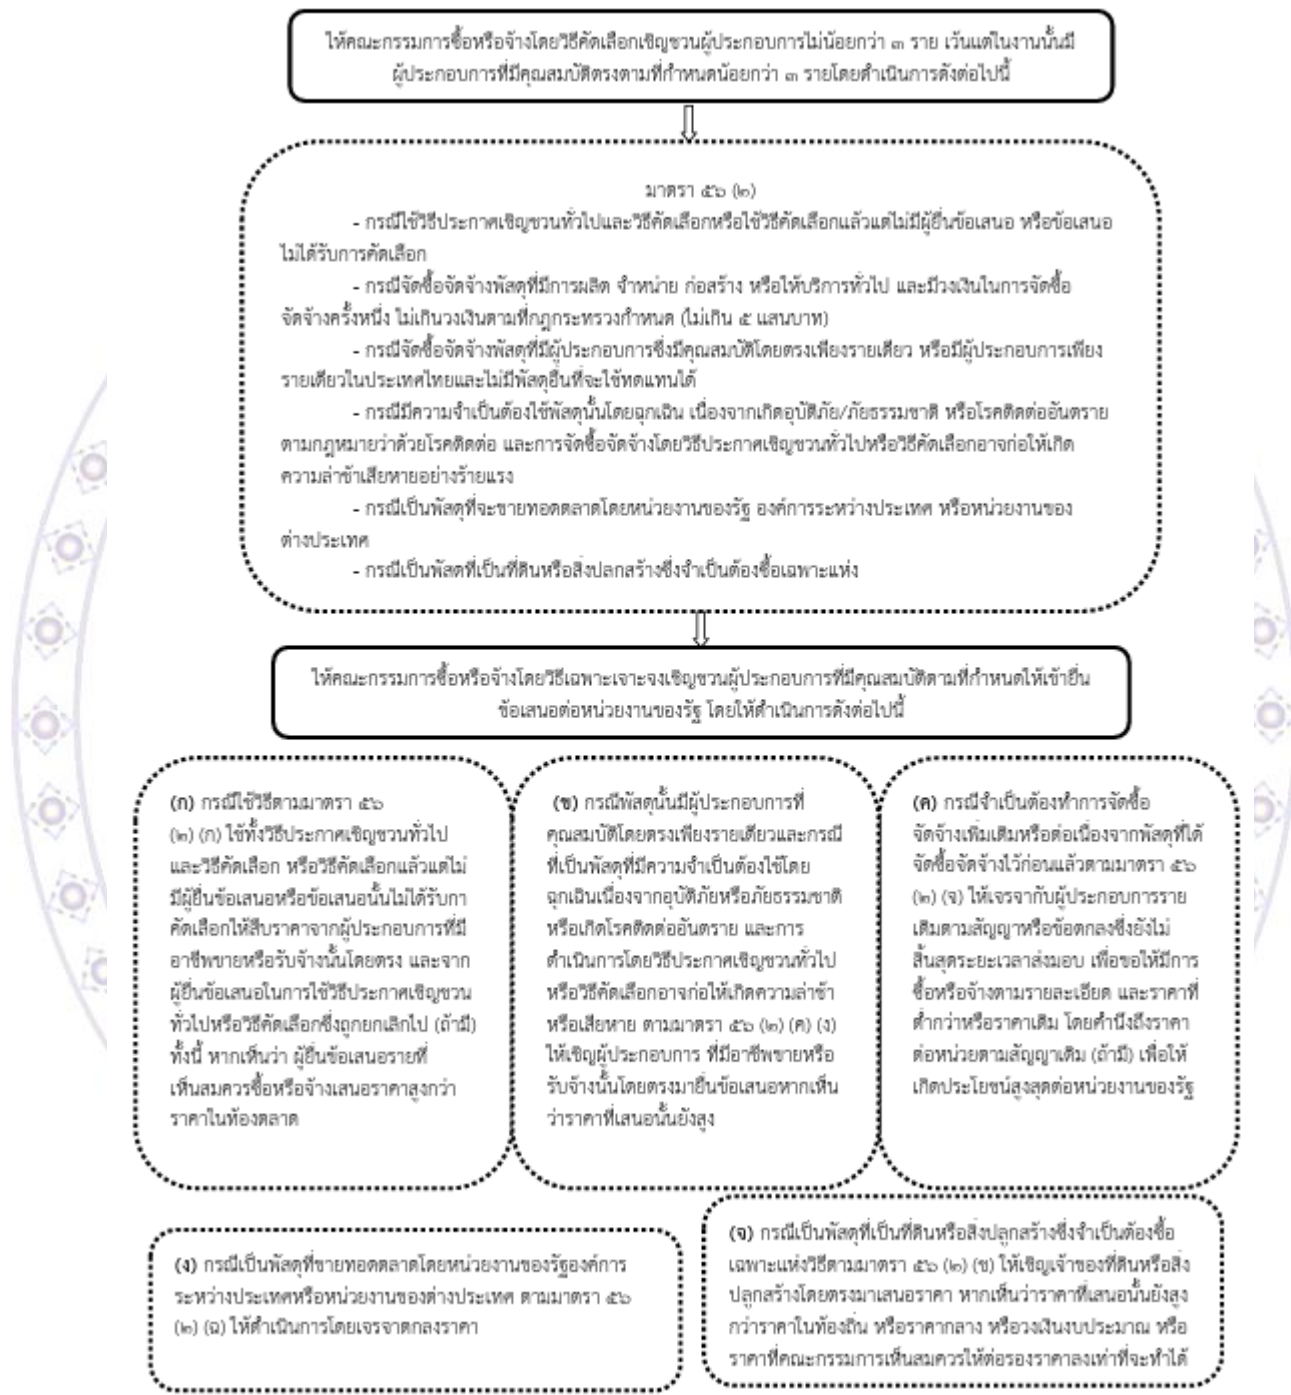 ให้คณะกรรมการซื้อหรือจ้างโดยวิธีคัดเลือกเชิญชวนผู้ประกอบการไม่น้อยกว่า ๓ ราย เว้นแต่ในงานนั้นมี
ผู้ประกอบการที่มีคุณสมบัติตรงตามที่กำหนดน้อยกว่า ๓ รายโดยดำเนินการดังต่อไปนี้
มาตรา ๕๖ (๒)
- กรณีใช้วิธีประกาศเชิญชวนทั่วไปและวิธีคัดเลือกหรือใช้วิธีคัดเลือกแล้วแต่ไม่มีผู้ยื่นข้อเสนอ หรือข้อเสนอ
ไม่ได้รับการคัดเลือก
- กรณีจัดซื้อจัดจ้างพัสดุที่มีการผลิต จำหน่าย ก่อสร้าง หรือให้บริการทั่วไป และมีวงเงินในการจัดซื้อ
จัดจ้างครั้งหนึ่ง ไม่เกินวงเงินตามที่กฎกระทรวงกำหนด (ไม่เกิน ๕ แสนบาท)
- กรณีจัดซื้อจัดจ้างพัสดุที่มีผู้ประกอบการซึ่งมีคุณสมบัติโดยตรงเพียงรายเดียว หรือมีผู้ประกอบการเพียง
รายเดียวในประเทศไทยและไม่มีพัสดุอื่นที่จะใช้ทดแทนได้
- กรณีมีความจำเป็นต้องใช้พัสดุนั้นโดยฉุกเฉิน เนื่องจากเกิดอุบัติภัย/ภัยธรรมชาติ หรือโรคติดต่ออันตราย
ตามกฎหมายว่าด้วยโรคติดต่อ และการจัดซื้อจัดจ้างโดยวิธีประกาศเชิญชวนทั่วไปหรือวิธีคัดเลือกอาจก่อให้เกิด
ความล่าช้าเสียหายอย่างร้ายแรง
- กรณีเป็นพัสดุที่จะขายทอดตลาดโดยหน่วยงานของรัฐ องค์การระหว่างประเทศ หรือหน่วยงานของ
ต่างประเทศ
- กรณีเป็นพัสดุที่เป็นที่ดินหรือสิ่งปลูกสร้างซึ่งจำเป็นต้องซื้อเฉพาะแห่ง
ให้คณะกรรมการซื้อหรือจ้างโดยวิธีเฉพาะเจาะจงเชิญชวนผู้ประกอบการที่มีคุณสมบัติตามที่กำหนดให้เข้ายื่น
ข้อเสนอต่อหน่วยงานของรัฐ โดยให้ดำเนินการดังต่อไปนี้
(ก) กรณีใช้วิธีตามมาตรา ๕๖
(๒) (ก) ใช้ทั้งวิธีประกาศเชิญชวนทั่วไป
และวิธีคัดเลือก หรือวิธีคัดเลือกแล้วแต่ไม่
มีผู้ยื่นข้อเสนอหรือข้อเสนอนั้นไม่ได้รับกา
คัดเลือกให้สืบราคาจากผู้ประกอบการที่มี
อาชีพขายหรือรับจ้างนั้นโดยตรง และจาก
ผู้ยื่นข้อเสนอในการใช้วิธีประกาศเชิญชวน
ทั่วไปหรือวิธีคัดเลือกซึ่งถูกยกเลิกไป (ถ้ามี)
ทั้งนี้ หากเห็นว่า ผู้ยื่นข้อเสนอรายที่
เห็นสมควรซื้อหรือจ้างเสนอราคาสูงกว่า
ราคาในท้องตลาด
(ข) กรณีพัสดุนั้นมีผู้ประกอบการที่
คุณสมบัติโดยตรงเพียงรายเดียวและกรณี
ที่เป็นพัสดุที่มีความจำเป็นต้องใช้โดย
ฉุกเฉินเนื่องจากอุบัติภัยหรือภัยธรรมชาติ
หรือเกิดโรคติดต่ออันตราย และการ
ดำเนินการโดยวิธีประกาศเชิญชวนทั่วไป
หรือวิธีคัดเลือกอาจก่อให้เกิดความล่าช้า
หรือเสียหาย ตามมาตรา ๕๖ (๒) (ค) (ง)
ให้เชิญผู้ประกอบการ ที่มีอาชีพขายหรือ
รับจ้างนั้นโดยตรงมายื่นข้อเสนอหากเห็น
ว่าราคาที่เสนอนั้นยังสูง
(ค) กรณีจำเป็นต้องทำการจัดซื้อ
จัดจ้างเพิ่มเติมหรือต่อเนื่องจากพัสดุที่ได้
จัดซื้อจัดจ้างไว้ก่อนแล้วตามมาตรา ๕๖
(๒) (จ) ให้เจรจากับผู้ประกอบการราย
เดิมตามสัญญาหรือข้อตกลงซึ่งยังไม่
สิ้นสุดระยะเวลาส่งมอบ เพื่อขอให้มีการ
ซื้อหรือจ้างตามรายละเอียด และราคาที่
ต่ำกว่าหรือราคาเดิม โดยคำนึงถึงราคา
ต่อหน่วยตามสัญญาเดิม (ถ้ามี) เพื่อให้
เกิดประโยชน์สูงสุดต่อหน่วยงานของรัฐ
(ง) กรณีเป็นพัสดุที่ขายทอดตลาดโดยหน่วยงานของรัฐองค์การ
ระหว่างประเทศหรือหน่วยงานของต่างประเทศ ตามมาตรา ๕๖
(๒) (ฉ) ให้ดำเนินการโดยเจรจาตกลงราคา
(จ) กรณีเป็นพัสดุที่เป็นที่ดินหรือสิ่งปลูกสร้างซึ่งจำเป็นต้องซื้อ
เฉพาะแห่งวิธีตามมาตรา ๕๖ (๒) (ช) ให้เชิญเจ้าของที่ดินหรือสิ่ง
ปลูกสร้างโดยตรงมาเสนอราคา หากเห็นว่าราคาที่เสนอนั้นยังสูง
กว่าราคาในท้องถิ่น หรือราคากลาง หรือวงเงินงบประมาณ หรือ
ราคาที่คณะกรรมการเห็นสมควรให้ต่อรองราคาลงเท่าที่จะทำได้